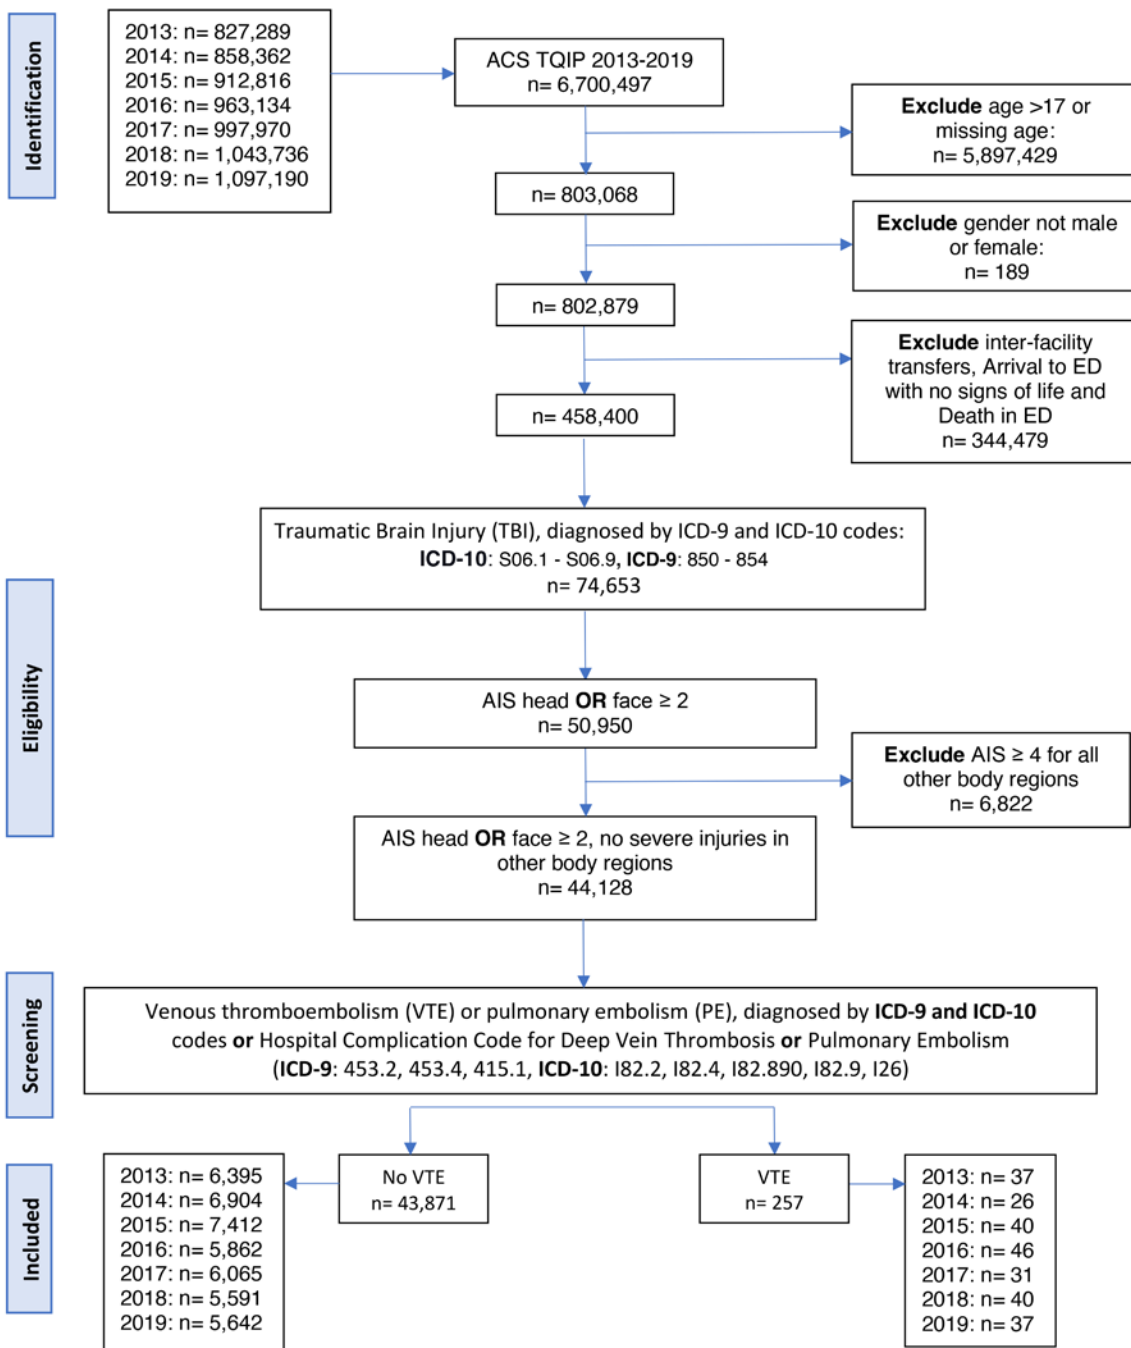 Identification
2013: n= 827,289
2014: n= 858,362
2015: n= 912,816
2016: n= 963,134
2017: n= 997,970
2018: n= 1,043,736
2019: n= 1,097,190
ACS TQIP 2013-2019
n= 6,700,497
Exclude age >17 or
missing age:
n= 5,897,429
n= 803,068
Exclude gender not male
or female:
n= 189
n= 802,879
Exclude inter-facility
transfers, Arrival to ED
with no signs of life and
Death in ED
n= 344,479
n= 458,400
Eligibility
Traumatic Brain Injury (TBI), diagnosed by ICD-9 and ICD-10 codes:
ICD-10: S06.1 - S06.9, ICD-9: 850 - 854
n= 74,653
AIS head OR face ≥ 2
n= 50,950
Exclude AIS ≥ 4 for all
other body regions
n= 6,822
AIS head OR face ≥ 2, no severe injuries in
other body regions
n= 44,128
Screening
Venous thromboembolism (VTE) or pulmonary embolism (PE), diagnosed by ICD-9 and ICD-10
codes or Hospital Complication Code for Deep Vein Thrombosis or Pulmonary Embolism
(ICD-9: 453.2, 453.4, 415.1, ICD-10: I82.2, I82.4, I82.890, I82.9, I26)
Included
2013: n= 6,395
2014: n= 6,904
2015: n= 7,412
2016: n= 5,862
2017: n= 6,065
2018: n= 5,591
2019: n= 5,642
No VTE
n= 43,871
VTE
n= 257
2013: n= 37
2014: n= 26
2015: n= 40
2016: n= 46
2017: n= 31
2018: n= 40
2019: n= 37